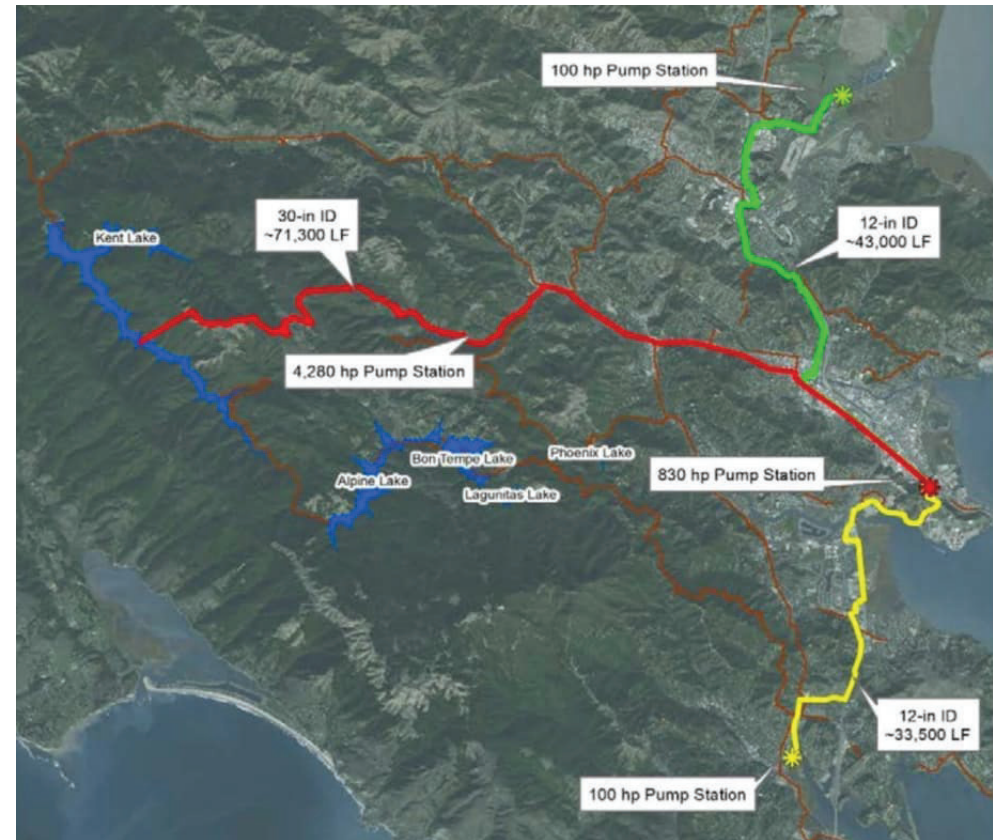 100 hp Pump Station
Kent Lake
30-in ID
~71,300 LF
12-in ID
~43,000 LF
4,280 hp Pump Station
Bon Tempe Lake
Phoenix Lake
Alpine Lake
Lagunitas Lake
830 hp Pump Station
12-in ID
~33,500 LF
100 hp Pump Station